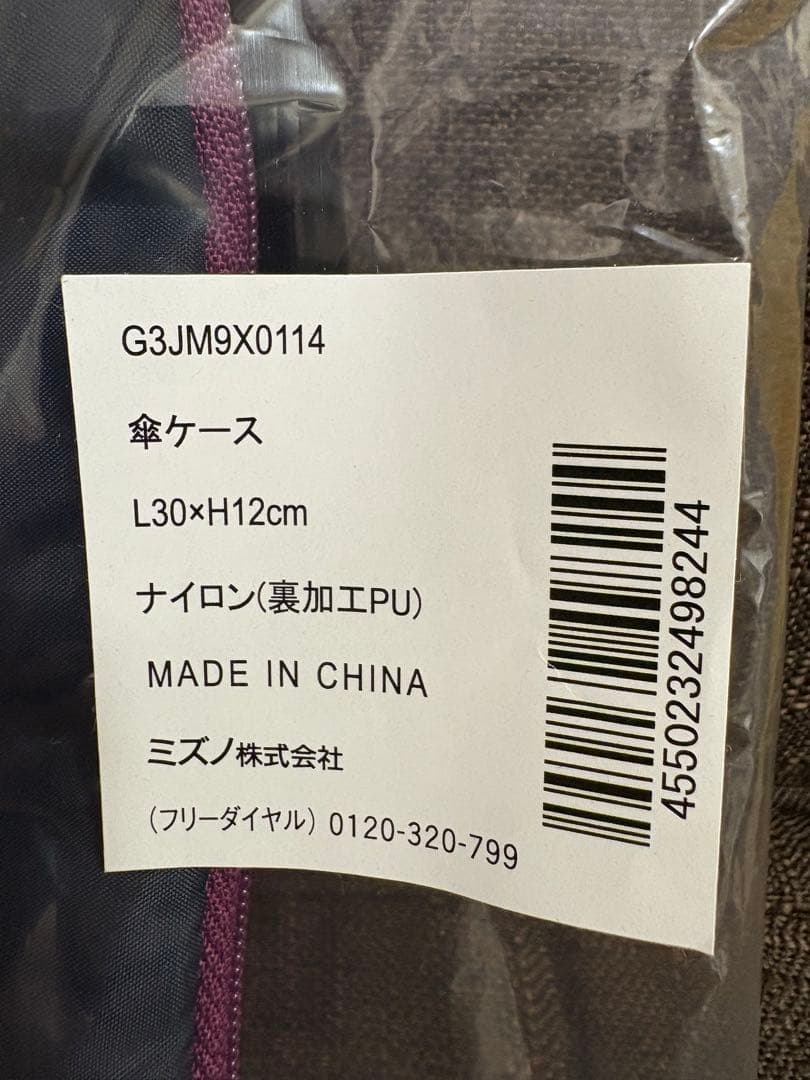 G3JM9X0114
傘ケース
L30×H12cm
ナイロン(裏加工PU)
MADE IN CHINA
ミズノ株式会社
(フリーダイヤル) 0120-320-799
4550232498244